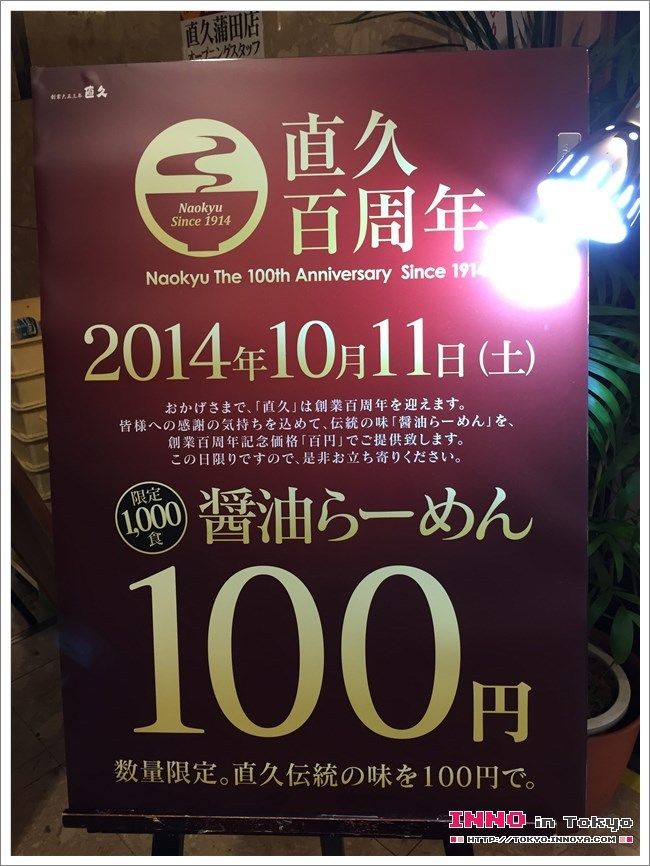 直久蒲田店
オープニングスタッフ
創業大正三年 直久
直久
百周年
Naokyu
Since 1914
Naokyu The 100th Anniversary Since 1914
2014年10月11日(土)
おかげさまで、「直久」は創業百周年を迎えます。
皆様への感謝の気持ちを込めて、伝統の味「醤油らーめん」を、
創業百周年記念価格「百円」でご提供致します。
この日限りですので、是非お立ち寄りください。
限定
1,000
食
醤油らーめん
100円
数量限定。直久伝統の味を100円で。
INNO in Tokyo
HTTP://TOKYO.INNOVA.COM